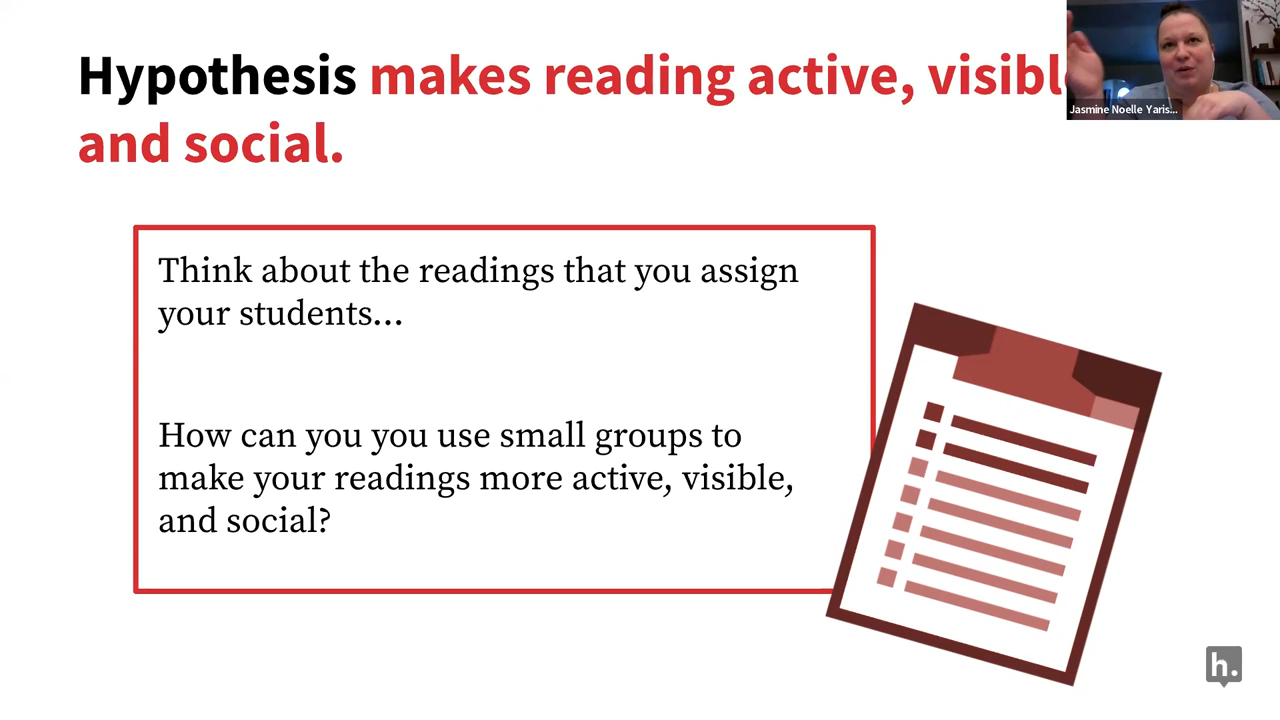 Hypothesis makes reading active, visibl
and social.
Jasmine Noelle Yaris...
Think about the readings that you assign
your students...
How can you you use small groups to
make your readings more active, visible,
and social?
h.